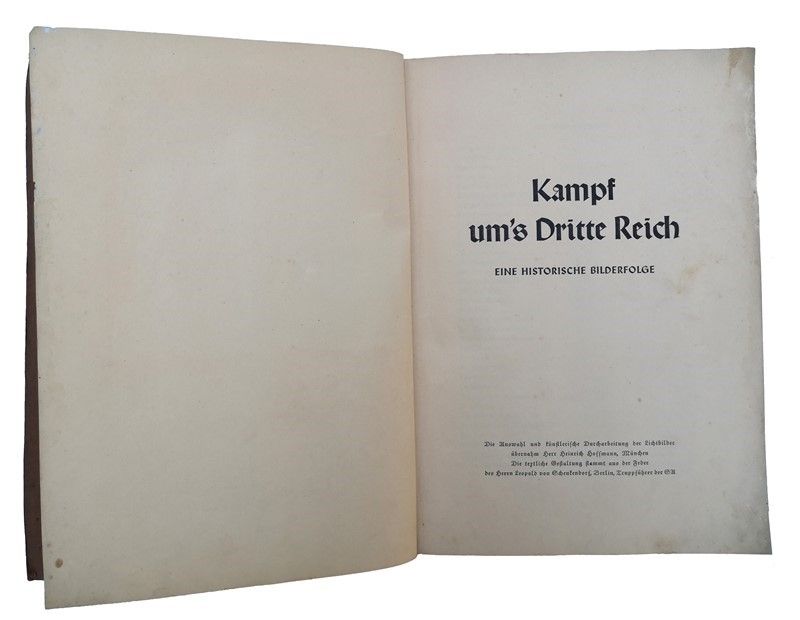 Kampf
um's Dritte Reich
EINE HISTORISCHE BILDERFOLGE
Die Auswahl und künstlerische Durcharbeitung der Lichtbilder
übernahm Herr Heinrich Hoffmann, München
Die textliche Gestaltung stammt aus der Feder
des Herrn Leopold von Schenkendorf, Berlin, Truppführer der SA